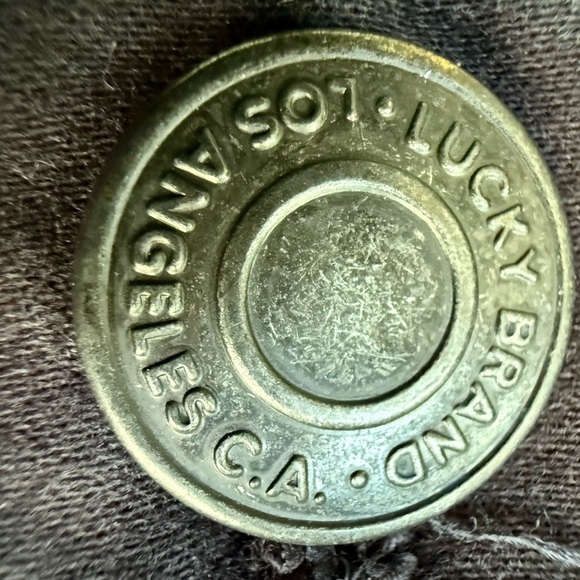 LUCKY BRAND • LOS ANGELES C.A. •